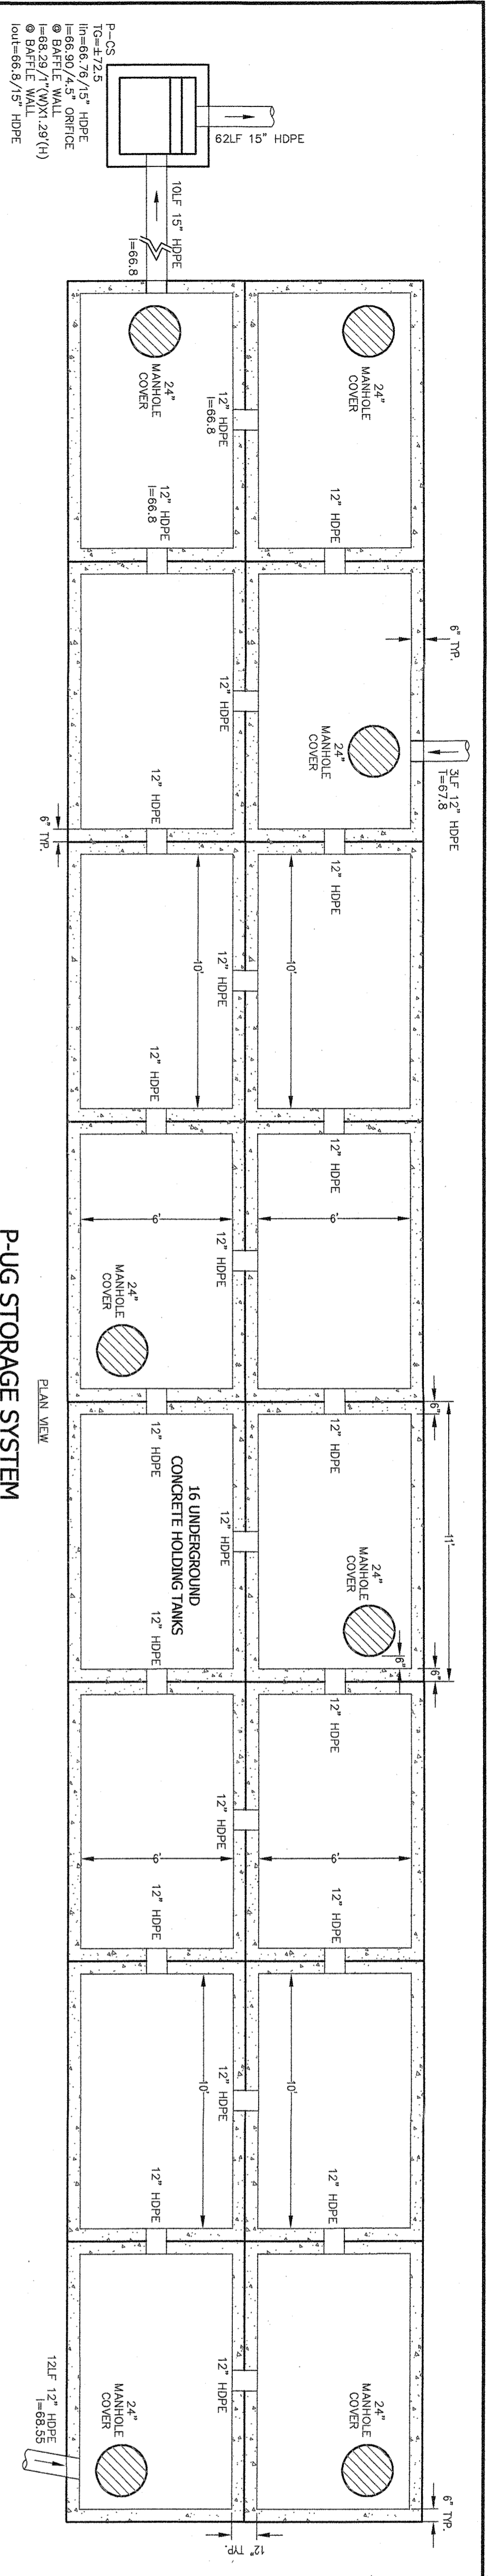 P-CS
TG=±72.5
Iin=66.76/15" HDPE
I=66.90/4.5" ORIFICE
@ BAFFLE WALL
I=68.29/1"(W)X1.29'(H)
@ BAFFLE WALL
Iout=66.8/15" HDPE
62LF 15" HDPE
10LF 15" HDPE
I=66.8
24"
MANHOLE
COVER
24"
MANHOLE
COVER
12" HDPE
I=66.8
12" HDPE
I=66.8
12" HDPE
6" TYP.
3LF 12" HDPE
T=67.8
24"
MANHOLE
COVER
12" HDPE
12" HDPE
6" TYP.
12" HDPE
10'
10'
12" HDPE
12" HDPE
12" HDPE
6'
6'
12" HDPE
24"
MANHOLE
COVER
6"
11'
6"
12" HDPE
24"
MANHOLE
COVER
6"
12" HDPE
12" HDPE
16 UNDERGROUND
CONCRETE HOLDING TANKS
12" HDPE
12" HDPE
6'
12" HDPE
12" HDPE
6'
12" HDPE
10'
12" HDPE
10'
12" HDPE
12" HDPE
24"
MANHOLE
COVER
12" HDPE
24"
MANHOLE
COVER
6" TYP.
12" TYP.
12LF 12" HDPE
I=68.55
PLAN VIEW
P-UG STORAGE SYSTEM